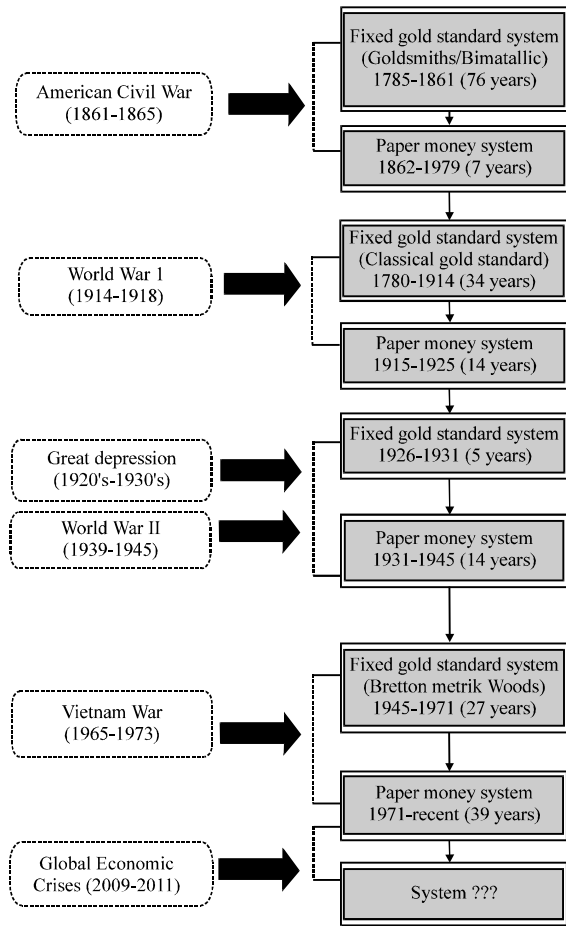 Fixed gold standard system
(Goldsmiths/Bimatallic)
1785-1861 (76 years)
American Civil War
(1861-1865)
Paper money system
1862-1979 (7 years)
Fixed gold standard system
(Classical gold standard)
1780-1914 (34 years)
World War 1
(1914-1918)
Paper money system
1915-1925 (14 years)
Fixed gold standard system
1926-1931 (5 years)
Great depression
(1920's-1930's)
World War II
(1939-1945)
Paper money system
1931-1945 (14 years)
Fixed gold standard system
(Bretton metrik Woods)
1945-1971 (27 years)
Vietnam War
(1965-1973)
Paper money system
1971-recent (39 years)
Global Economic
Crises (2009-2011)
System ???